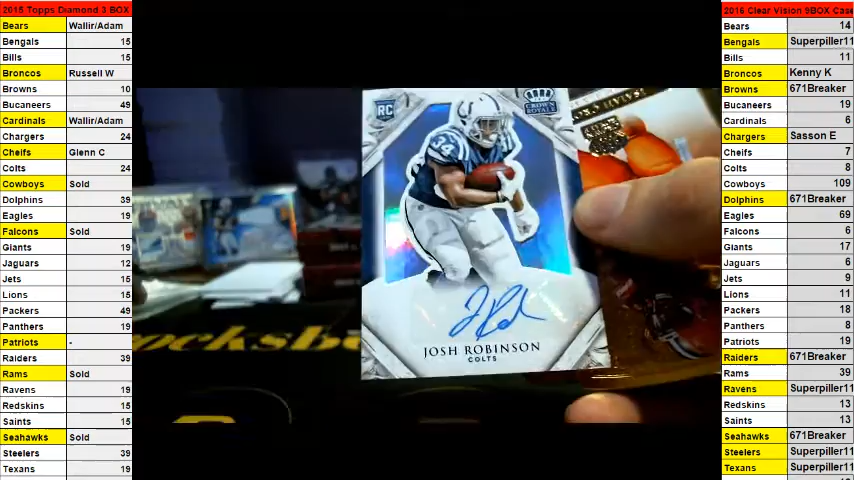 2015 Topps Diamond 3 BOX
Bears Wallir/Adam
Bengals 15
Bills 15
Broncos Russell W
Browns 10
Bucaneers 49
Cardinals Wallir/Adam
Chargers 24
Cheifs Glenn C
Colts 24
Cowboys Sold
Dolphins 39
Eagles 19
Falcons Sold
Giants 19
Jaguars 12
Jets 15
Lions 15
Packers 49
Panthers 19
Patriots -
Raiders 39
Rams Sold
Ravens 19
Redskins 15
Saints 15
Seahawks Sold
Steelers 39
Texans 19
RC
CROWN ROYALE
34
JOSH ROBINSON
COLTS
2016 Clear Vision 9BOX Case
Bears 14
Bengals Superpiller11
Bills 11
Broncos Kenny K
Browns 671Breaker
Bucaneers 19
Cardinals 6
Chargers Sasson E
Cheifs 7
Colts 8
Cowboys 109
Dolphins 671Breaker
Eagles 69
Falcons 6
Giants 17
Jaguars 6
Jets 9
Lions 11
Packers 18
Panthers 8
Patriots 19
Raiders 671Breaker
Rams 39
Ravens Superpiller11
Redskins 13
Saints 13
Seahawks 671Breaker
Steelers Superpiller11
Texans Superpiller11